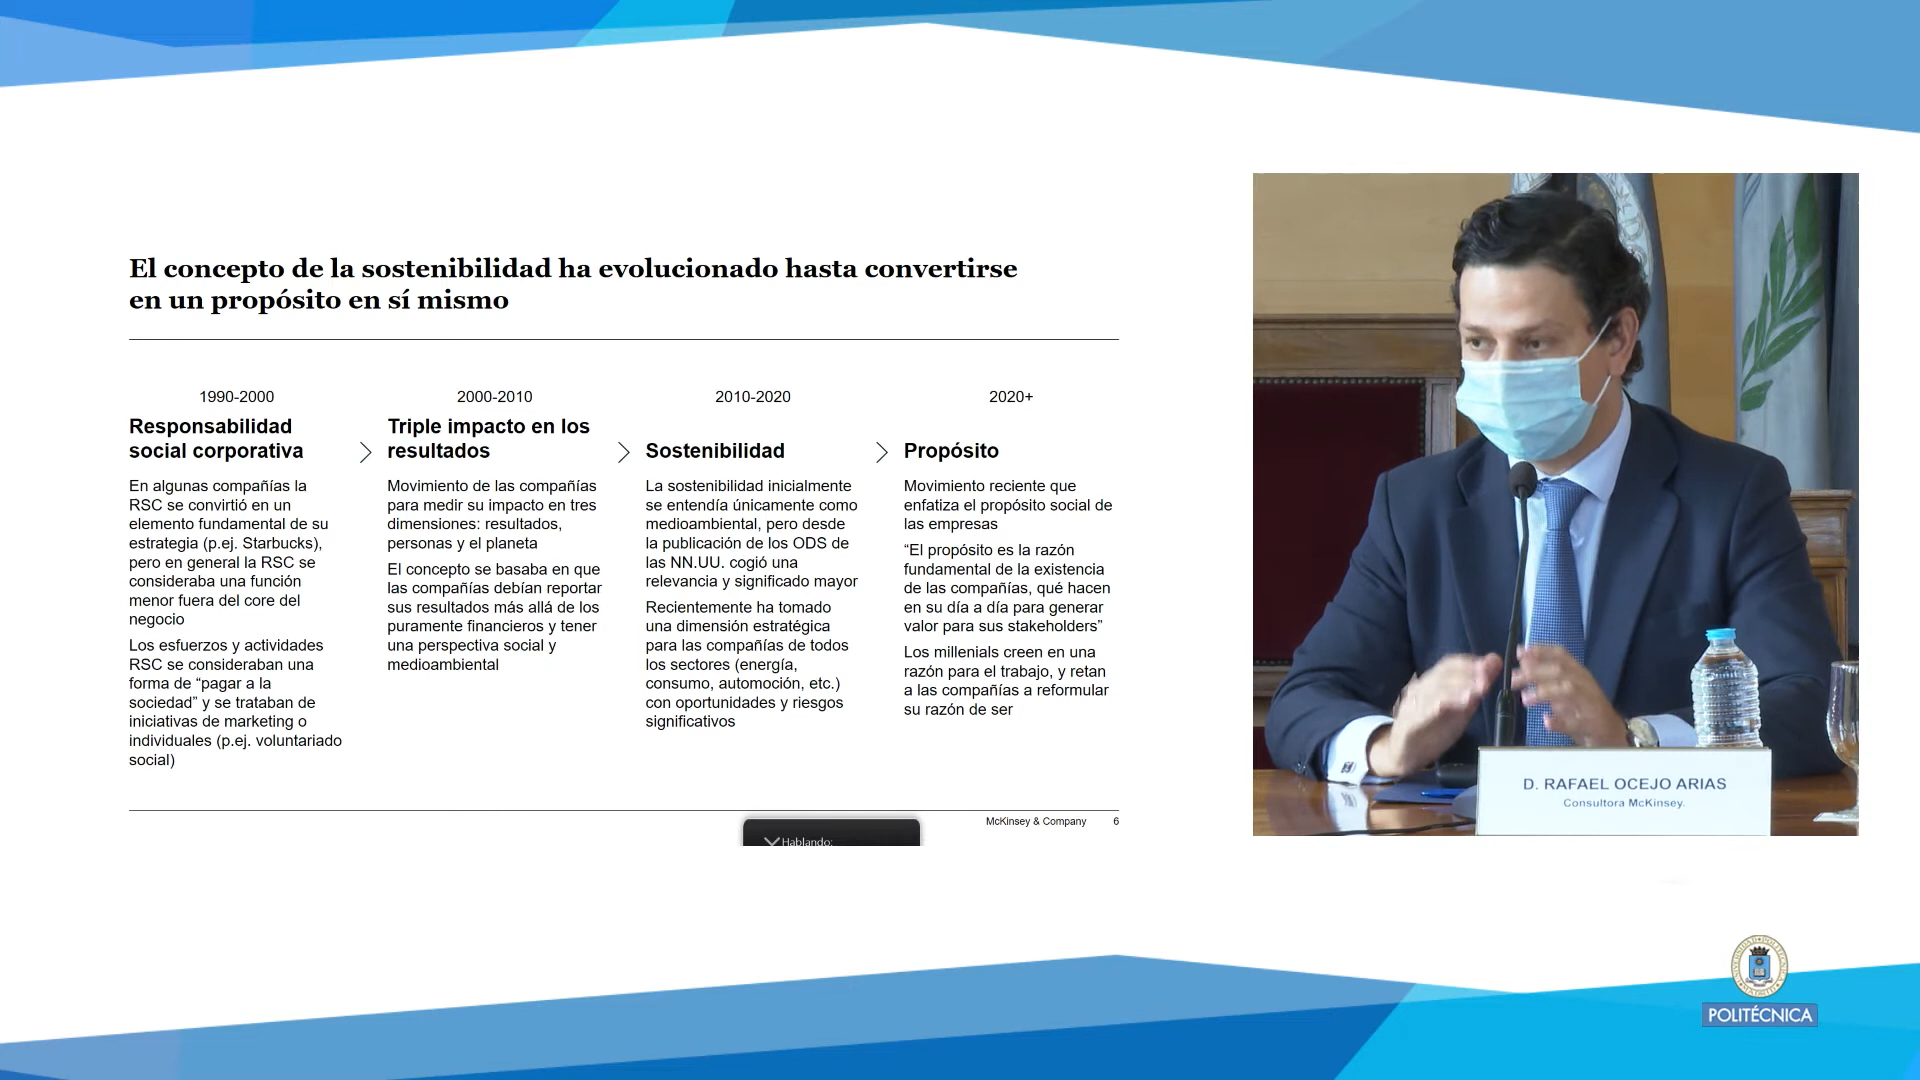 El concepto de la sostenibilidad ha evolucionado hasta convertirse
en un propósito en sí mismo
1990-2000
Responsabilidad
social corporativa
En algunas compañías la
RSC se convirtió en un
elemento fundamental de su
estrategia (p.ej. Starbucks),
pero en general la RSC se
consideraba una función
menor fuera del core del
negocio
Los esfuerzos y actividades
RSC se consideraban una
forma de “pagar a la
sociedad” y se trataban de
iniciativas de marketing o
individuales (p.ej. voluntariado
social)
2000-2010
Triple impacto en los
resultados
Movimiento de las compañías
para medir su impacto en tres
dimensiones: resultados,
personas y el planeta
El concepto se basaba en que
las compañías debían reportar
sus resultados más allá de los
puramente financieros y tener
una perspectiva social y
medioambiental
2010-2020
Sostenibilidad
La sostenibilidad inicialmente
se entendía únicamente como
medioambiental, pero desde
la publicación de los ODS de
las NN.UU. cogió una
relevancia y significado mayor
Recientemente ha tomado
una dimensión estratégica
para las compañías de todos
los sectores (energía,
consumo, automoción, etc.)
con oportunidades y riesgos
significativos
2020+
Propósito
Movimiento reciente que
enfatiza el propósito social de
las empresas
“El propósito es la razón
fundamental de la existencia
de las compañías, qué hacen
en su día a día para generar
valor para sus stakeholders”
Los millenials creen en una
razón para el trabajo, y retan
a las compañías a reformular
su razón de ser
McKinsey & Company 6
Hablando:
D. RAFAEL OCEJO ARIAS
Consultora McKinsey.
POLITÉCNICA